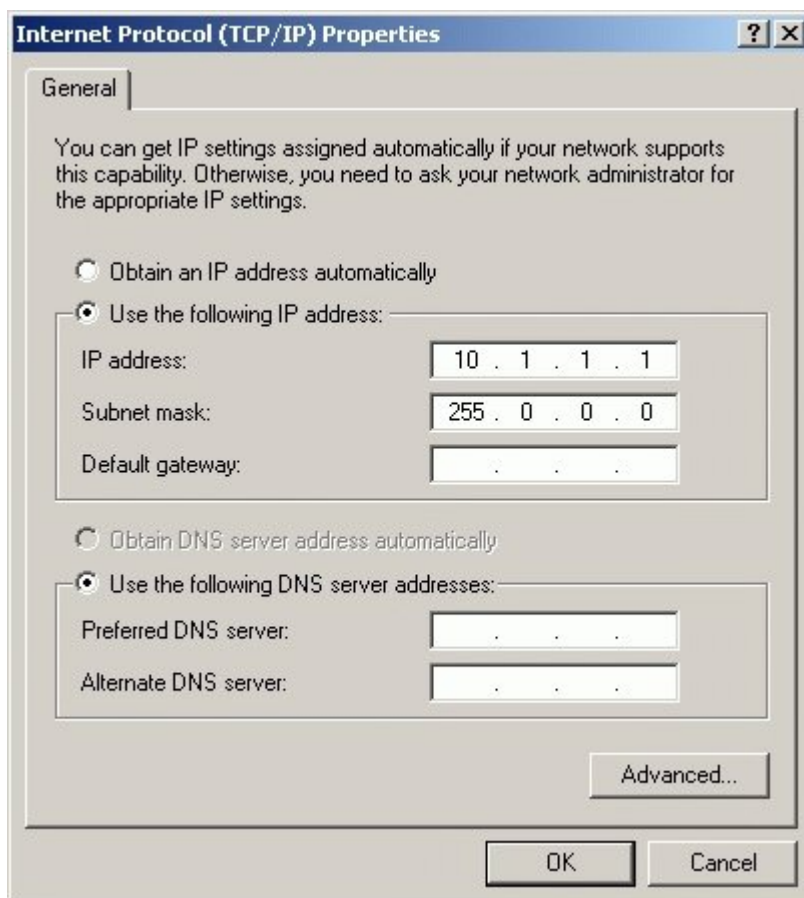 Internet Protocol (TCP/IP) Properties
General
You can get IP settings assigned automatically if your network supports
this capability. Otherwise, you need to ask your network administrator for
the appropriate IP settings.
Obtain an IP address automatically
Use the following IP address:
IP address: 10 . 1 . 1 . 1
Subnet mask: 255 . 0 . 0 . 0
Default gateway: . . .
Obtain DNS server address automatically
Use the following DNS server addresses:
Preferred DNS server: . . .
Alternate DNS server: . . .
Advanced...
OK Cancel